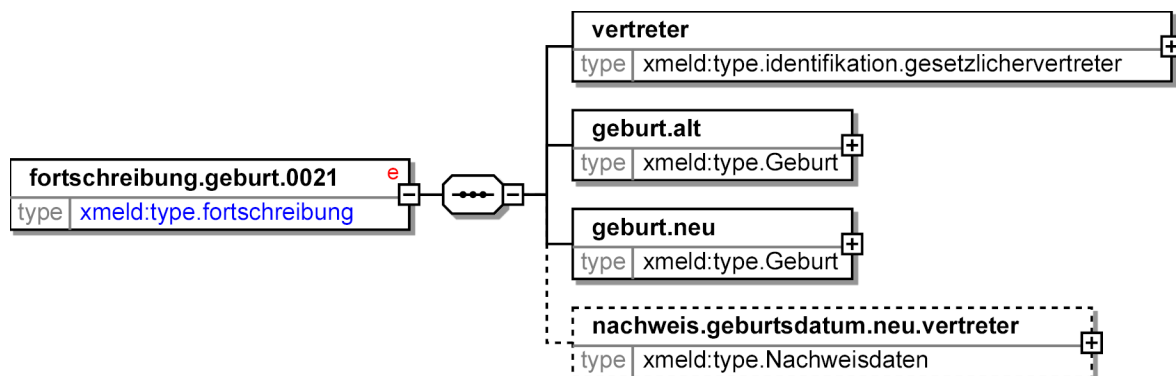 vertreter
type xmeld:type.identifikation.gesetzlichervertreter
geburt.alt
type xmeld:type.Geburt
fortschreibung.geburt.0021 e
type xmeld:type.fortschreibung
geburt.neu
type xmeld:type.Geburt
nachweis.geburtsdatum.neu.vertreter
type xmeld:type.Nachweisdaten